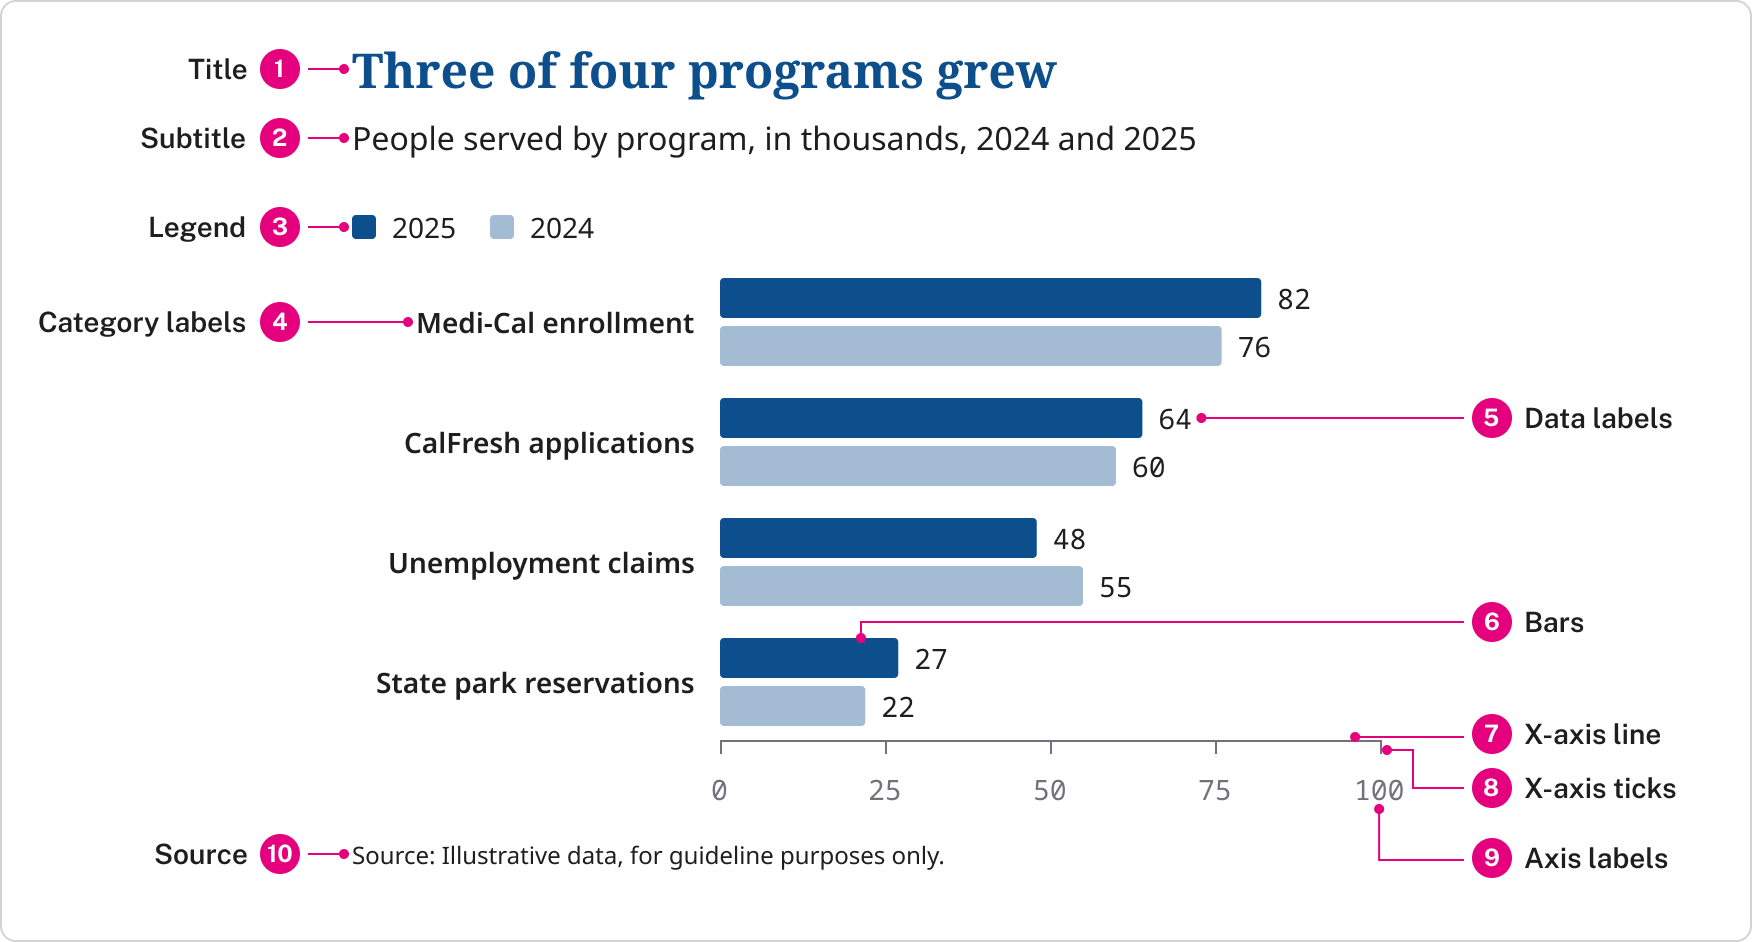 Title 1 Three of four programs grew
Subtitle 2 People served by program, in thousands, 2024 and 2025
Legend 3 2025 2024
Category labels 4 Medi-Cal enrollment 82
76
CalFresh applications 64 5 Data labels
60
Unemployment claims 48
55
6 Bars
State park reservations 27
22
7 X-axis line
0 25 50 75 100 8 X-axis ticks
Source 10 Source: Illustrative data, for guideline purposes only. 9 Axis labels